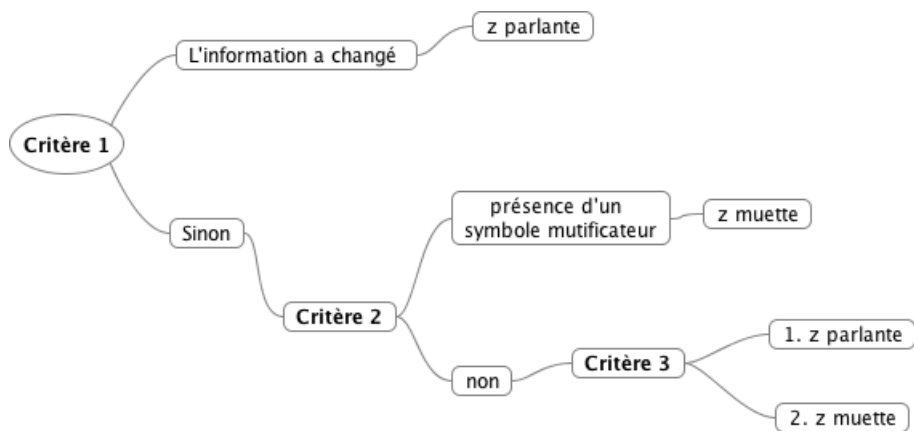 z parlante
L'information a changé
Critère 1
présence d'un
symbole mutificateur
z muette
Sinon
Critère 2
1. z parlante
non
Critère 3
2. z muette